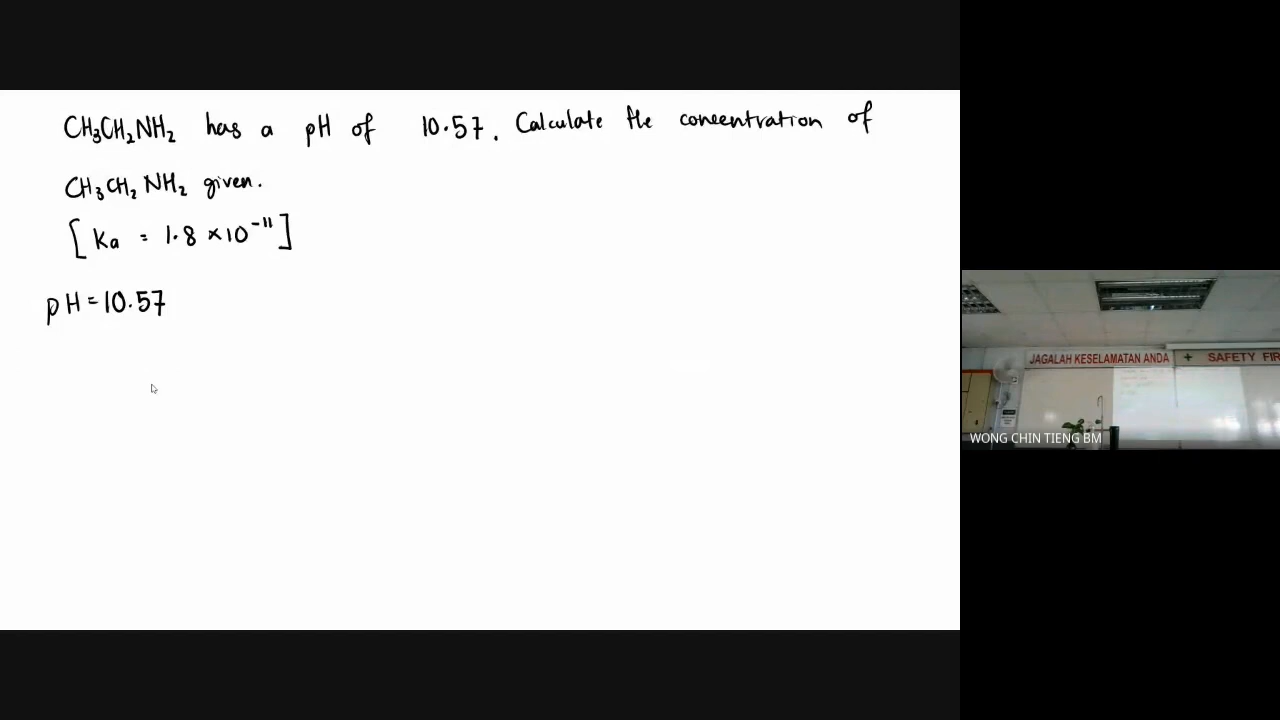 CH₃CH₂NH₂ has a pH of 10.57. Calculate the concentration of
CH₃CH₂NH₂ given.
[Ka = 1.8 × 10⁻¹¹]
pH = 10.57
JAGALAH KESELAMATAN ANDA + SAFETY FIR
WONG CHIN TIENG BM